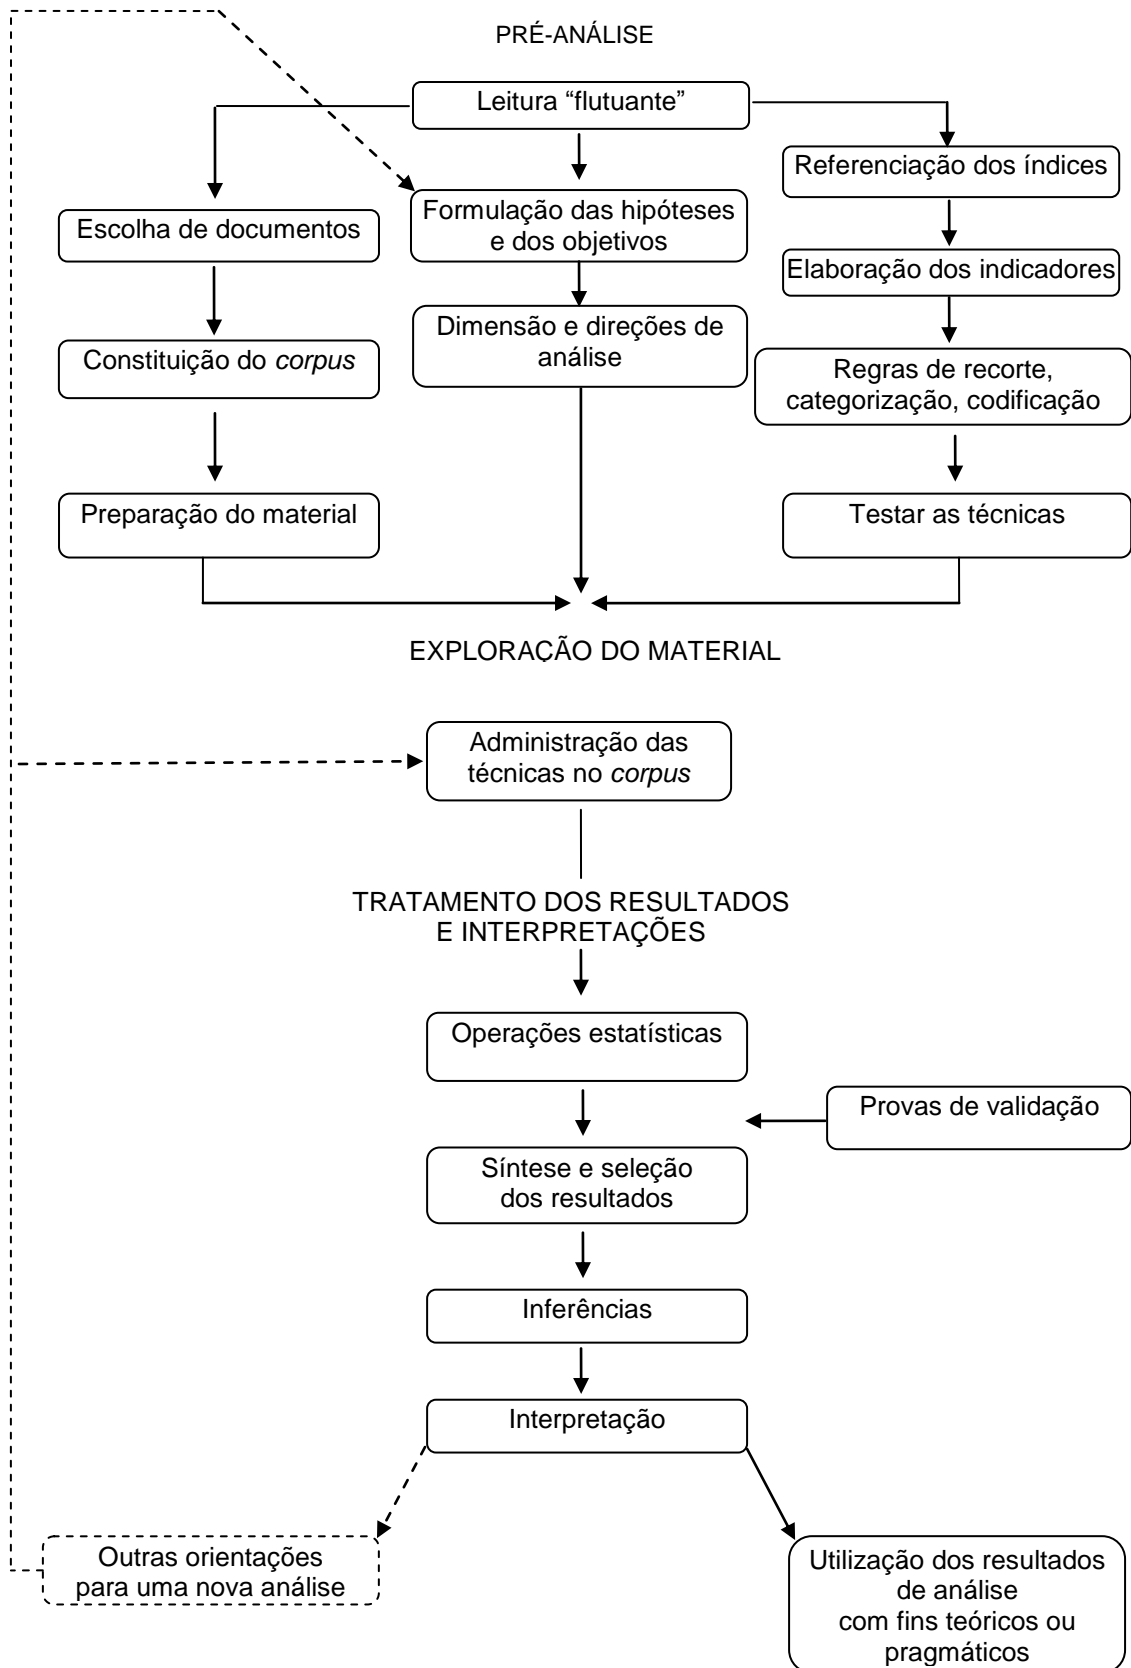 PRÉ-ANÁLISE
Leitura “flutuante”
Referenciação dos índices
Escolha de documentos
Formulação das hipóteses
e dos objetivos
Elaboração dos indicadores
Constituição do corpus
Dimensão e direções de
análise
Regras de recorte,
categorização, codificação
Preparação do material
Testar as técnicas
EXPLORAÇÃO DO MATERIAL
Administração das
técnicas no corpus
TRATAMENTO DOS RESULTADOS
E INTERPRETAÇÕES
Operações estatísticas
Provas de validação
Síntese e seleção
dos resultados
Inferências
Interpretação
Outras orientações
para uma nova análise
Utilização dos resultados
de análise
com fins teóricos ou
pragmáticos